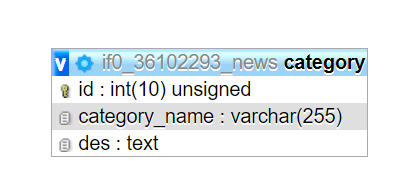 v if0_36102293_news category
id : int(10) unsigned
category_name : varchar(255)
des : text